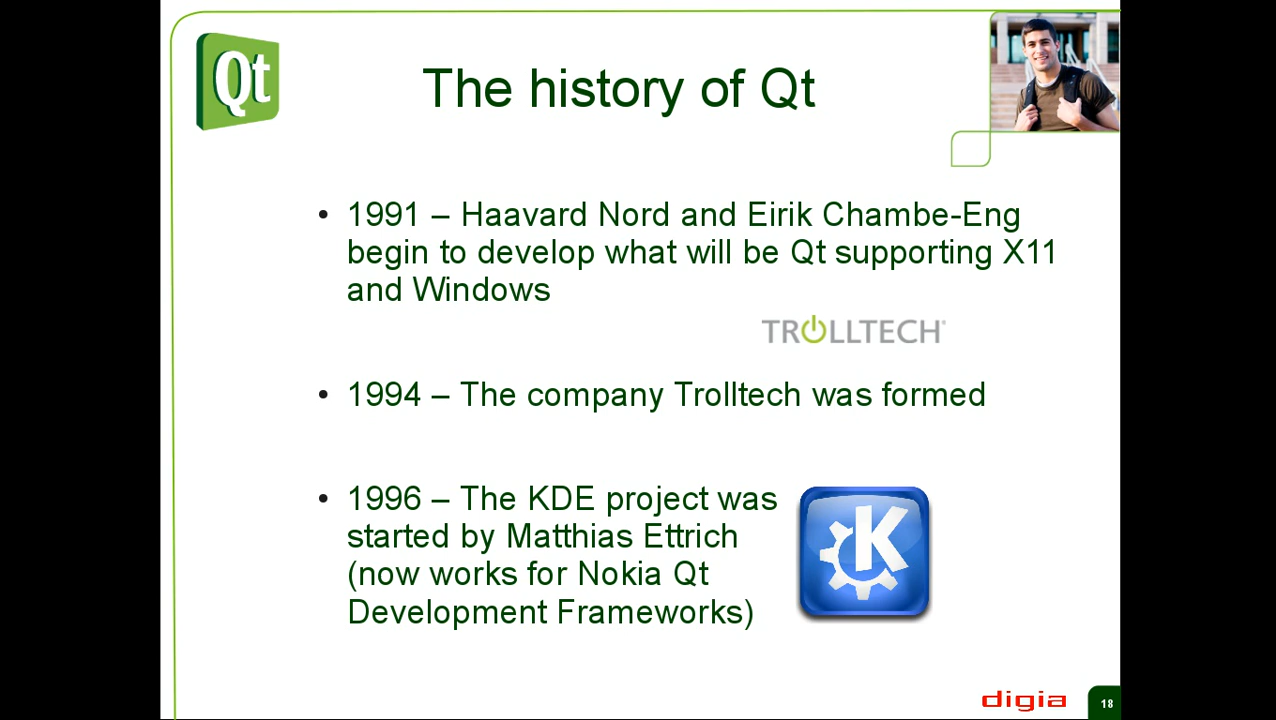 Qt
The history of Qt
• 1991 – Haavard Nord and Eirik Chambe-Eng
begin to develop what will be Qt supporting X11
and Windows
TROLLTECH®
• 1994 – The company Trolltech was formed
• 1996 – The KDE project was
started by Matthias Ettrich
(now works for Nokia Qt
Development Frameworks)
K
digia
18